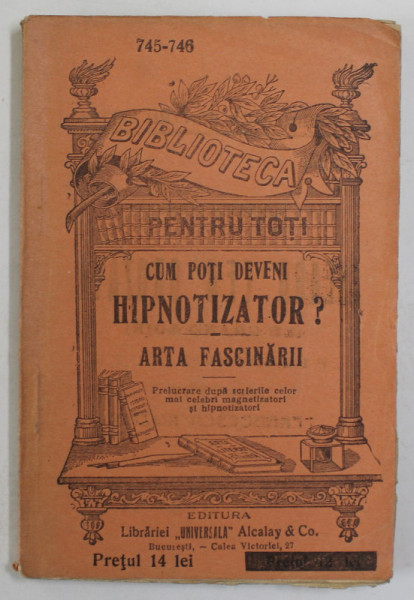 745-746
BIBLIOTECA
PENTRU TOȚI
CUM POȚI DEVENI
HIPNOTIZATOR?
ARTA FASCINĂRII
Prelucrare după scrierile celor
mai celebri magnetizatori
și hipnotizatori
EDITURA
Librăriei „UNIVERSALA" Alcalay & Co.
București, — Calea Victoriei, 27
Prețul 14 lei